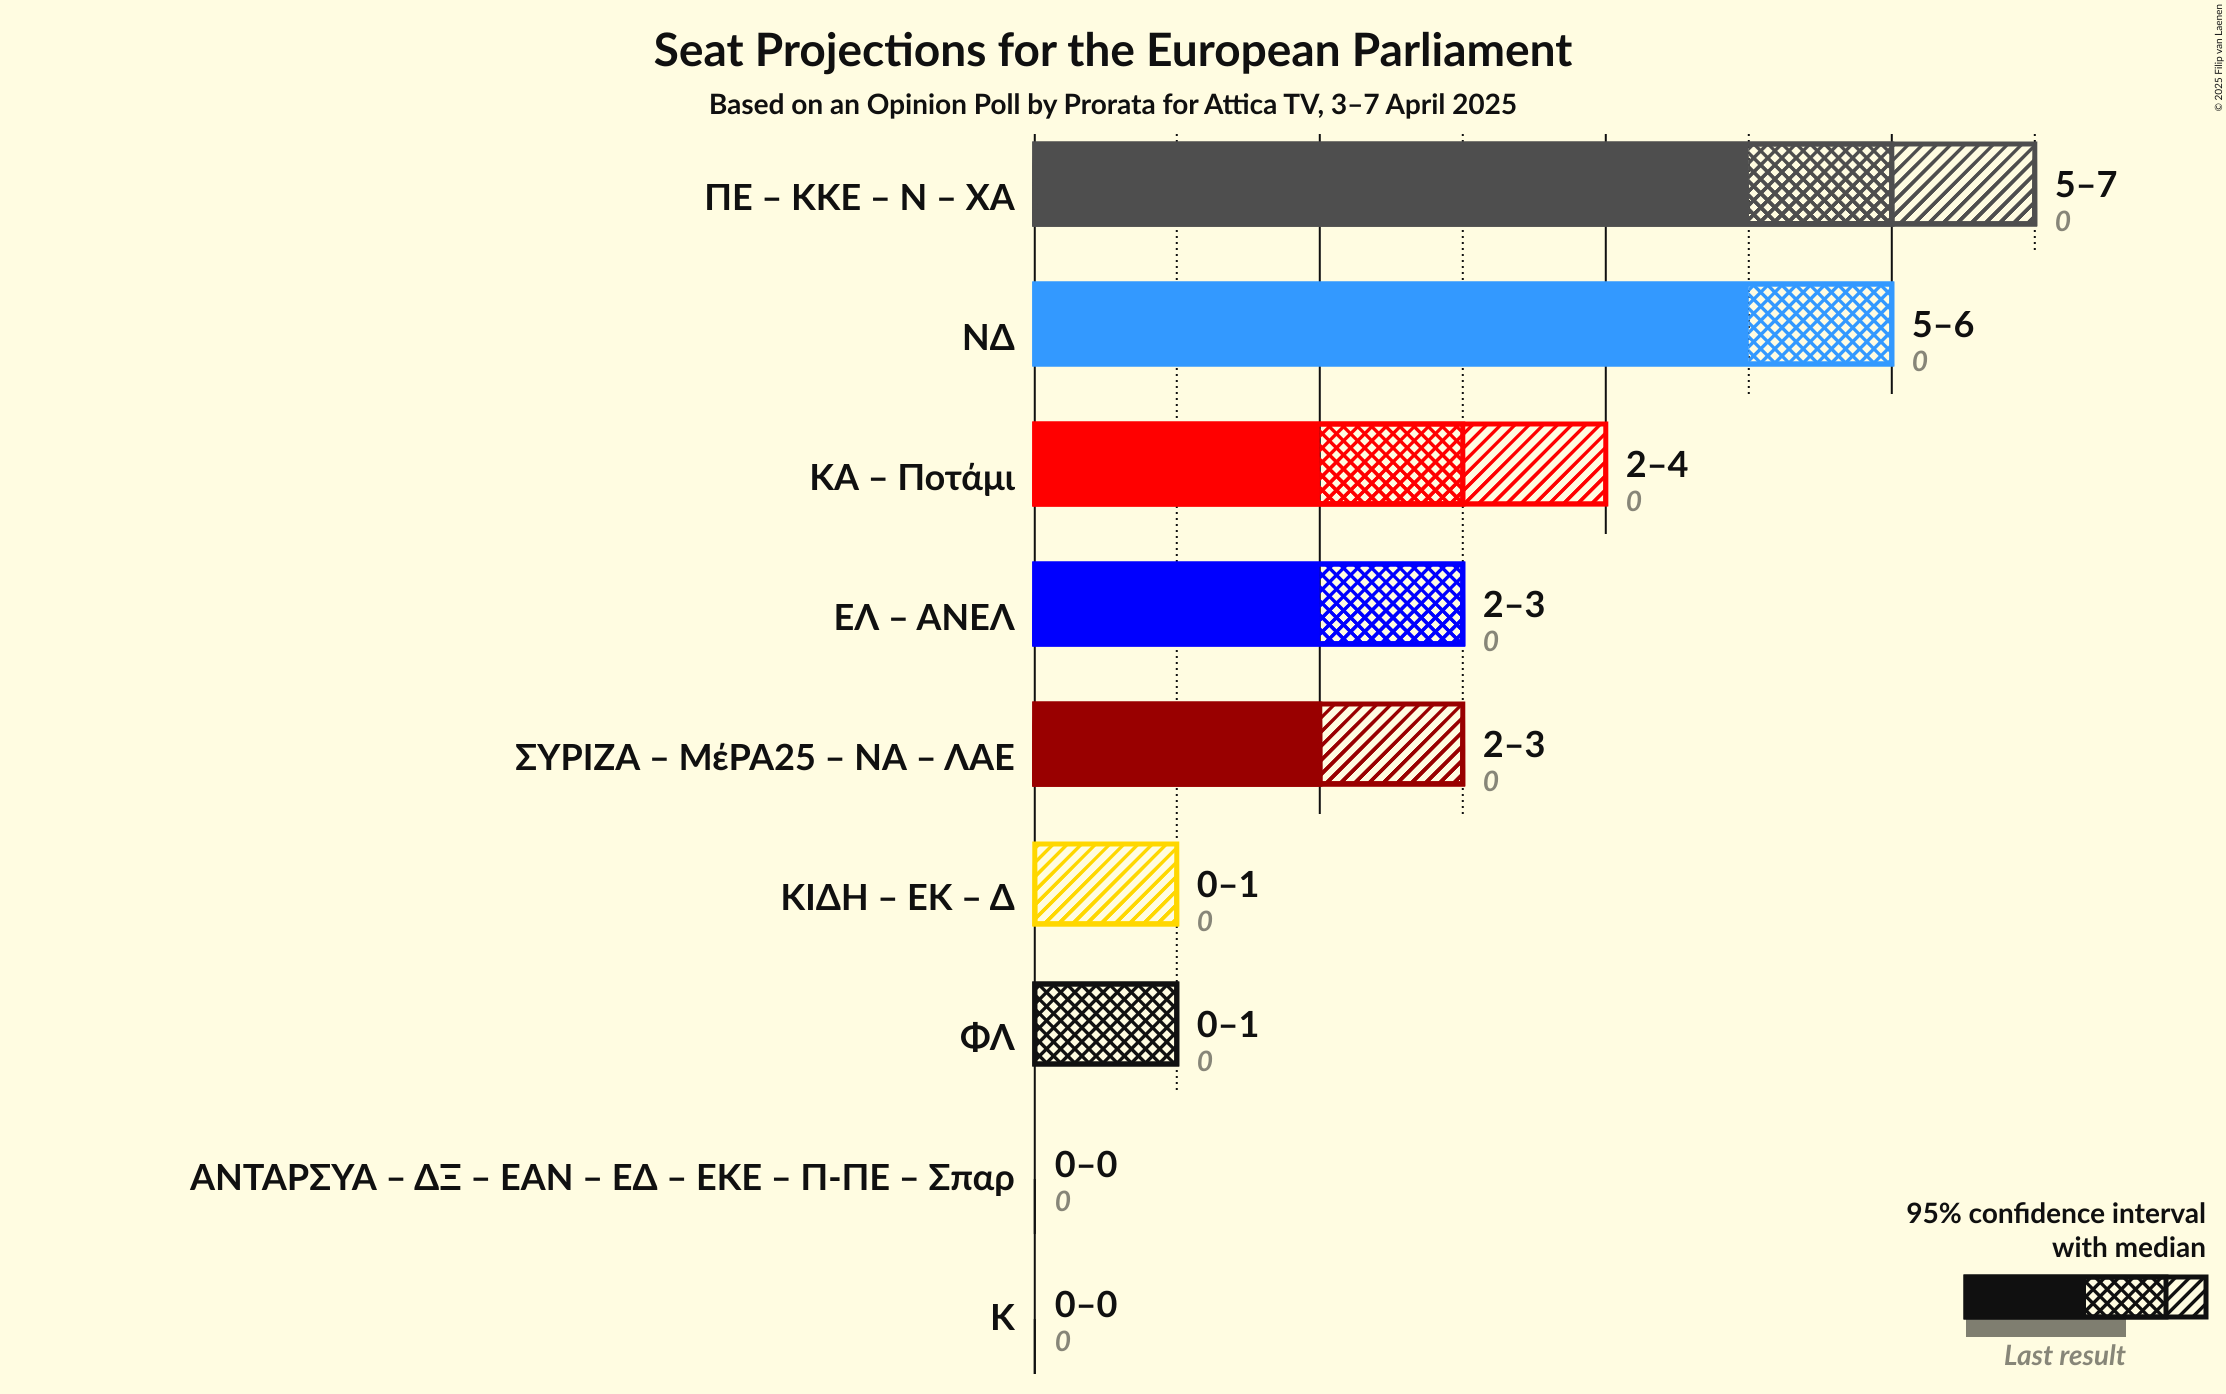 Seat Projections for the European Parliament
Based on an Opinion Poll by Prorata for Attica TV, 3–7 April 2025
© 2025 Filip van Laenen
ΠΕ – ΚΚΕ – Ν – ΧΑ
5–7
0
ΝΔ
5–6
0
ΚΑ – Ποτάμι
2–4
0
ΕΛ – ΑΝΕΛ
2–3
0
ΣΥΡΙΖΑ – ΜέΡΑ25 – ΝΑ – ΛΑΕ
2–3
0
ΚΙΔΗ – ΕΚ – Δ
0–1
0
ΦΛ
0–1
0
ΑΝΤΑΡΣΥΑ – ΔΞ – ΕΑΝ – ΕΔ – ΕΚΕ – Π-ΠΕ – Σπαρ
0–0
0
Κ
0–0
0
95% confidence interval
with median
Last result